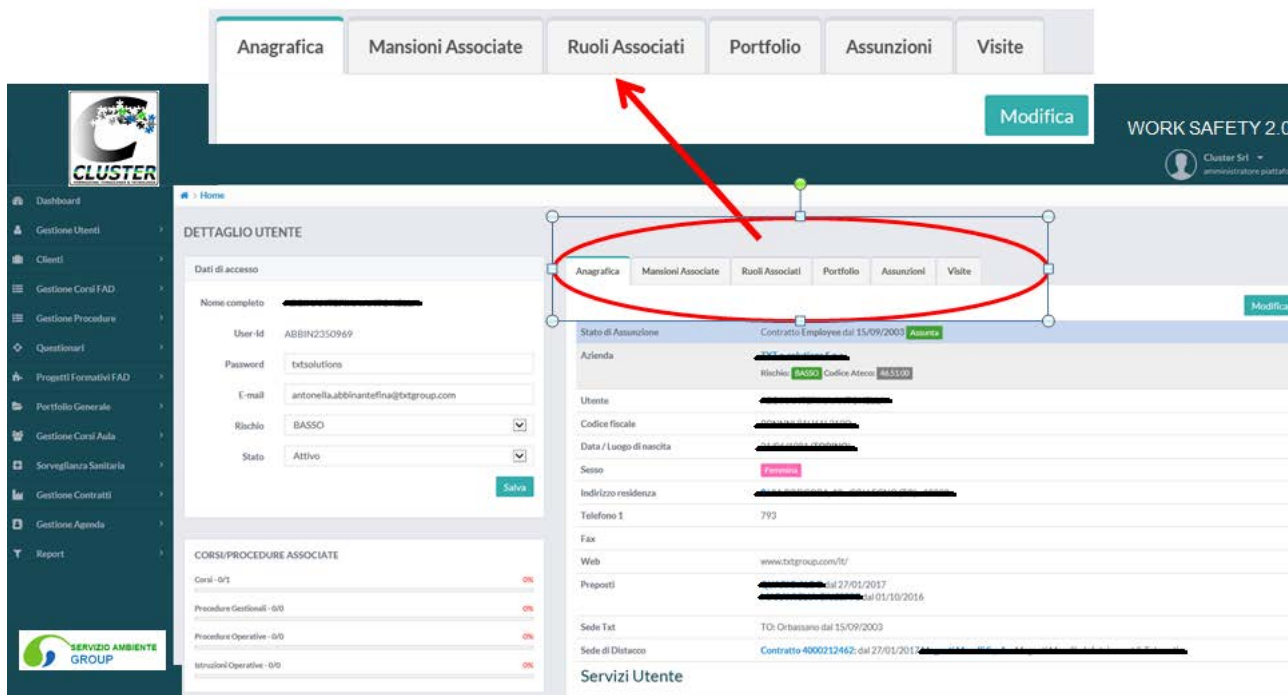 Anagrafica Mansioni Associate Ruoli Associati Portfolio Assunzioni Visite
Modifica
WORK SAFETY 2.0
Cluster Srl
amministratore piattafo
CLUSTER
Dashboard
Gestione Utenti
Clienti
Gestione Corsi FAD
Gestione Procedure
Questionari
Progetti Formativi FAD
Portfolio Generale
Gestione Corsi Aula
Sorveglianza Sanitaria
Gestione Contratti
Gestione Agenda
Report
SERVIZIO AMBIENTE
GROUP
> Home
DETTAGLIO UTENTE
Dati di accesso
Nome completo
User-Id ABBIN2350969
Password txtsolutions
E-mail antonella.abbinantefina@txtgroup.com
Rischio BASSO
Stato Attivo
Salva
CORSI/PROCEDURE ASSOCIATE
Corsi - 0/1 0%
Procedure Gestionali - 0/0 0%
Procedure Operative - 0/0 0%
Istruzioni Operative - 0/0 0%
Anagrafica Mansioni Associate Ruoli Associati Portfolio Assunzioni Visite
Modifica
Stato di Assunzione Contratto Employee dal 15/09/2003 Assunta
Azienda
Rischio: BASSO Codice Ateco: 46.51.00
Utente
Codice fiscale
Data / Luogo di nascita
Sesso Femmina
Indirizzo residenza
Telefono 1 793
Fax
Web www.txtgroup.com/it/
Preposti dal 27/01/2017
dal 01/10/2016
Sede Txt TO: Orbassano dal 15/09/2003
Sede di Distacco Contratto 4000212462: dal 27/01/2017
Servizi Utente